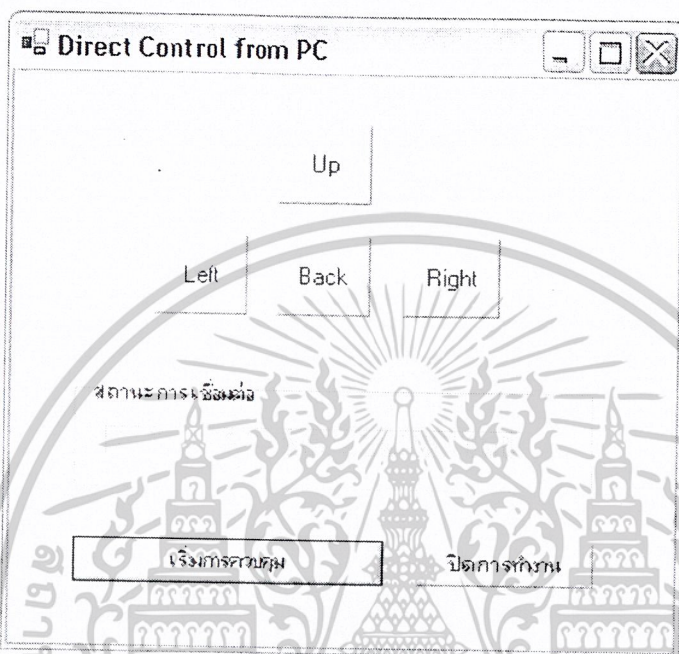 Direct Control from PC
Up
Left Back Right
สถานะการเชื่อมต่อ
เริ่มการควบคุม ปิดการทำงาน